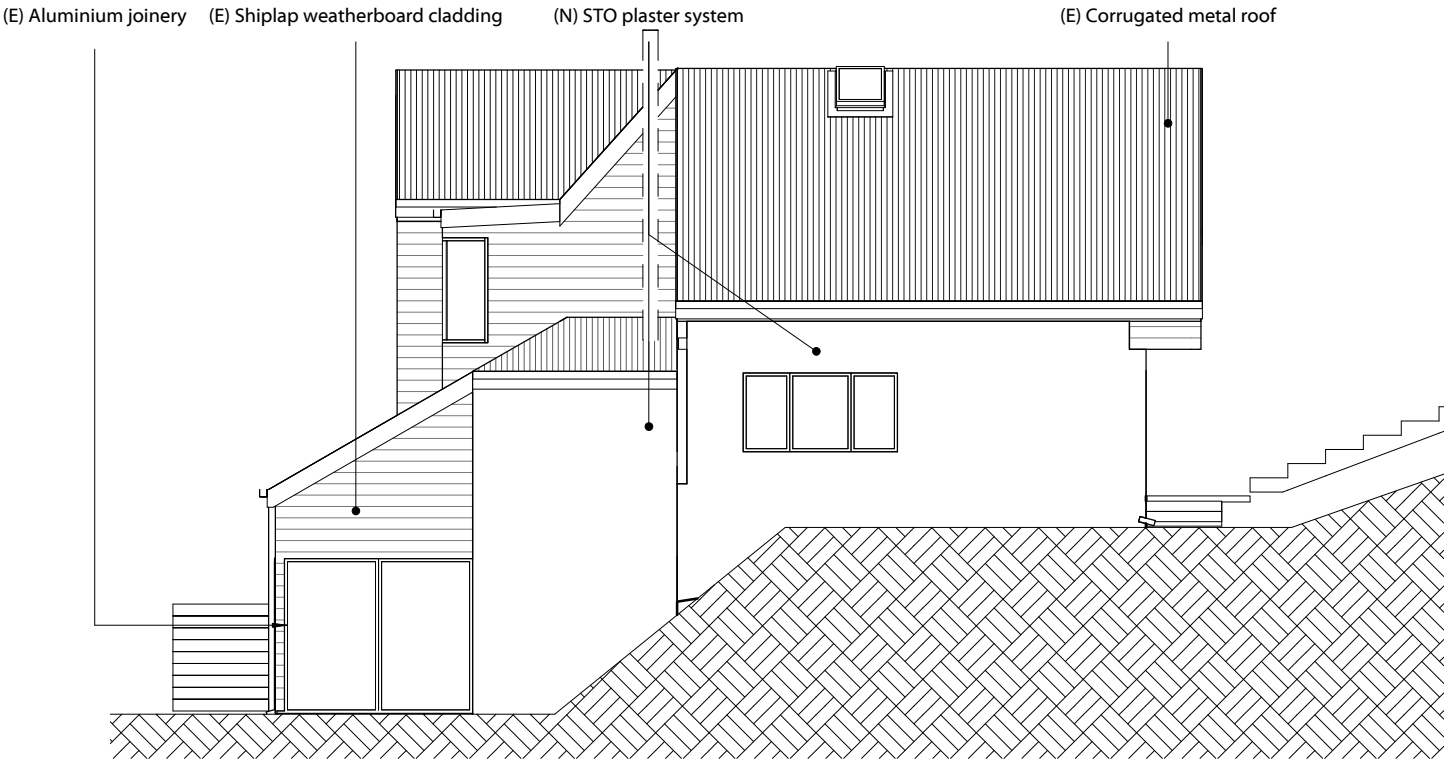 (E) Aluminium joinery
(E) Shiplap weatherboard cladding
(N) STO plaster system
(E) Corrugated metal roof